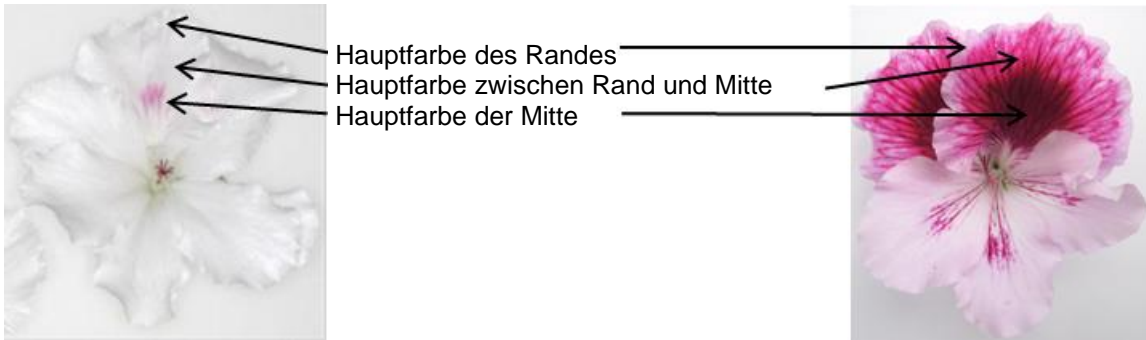 Hauptfarbe des Randes
Hauptfarbe zwischen Rand und Mitte
Hauptfarbe der Mitte